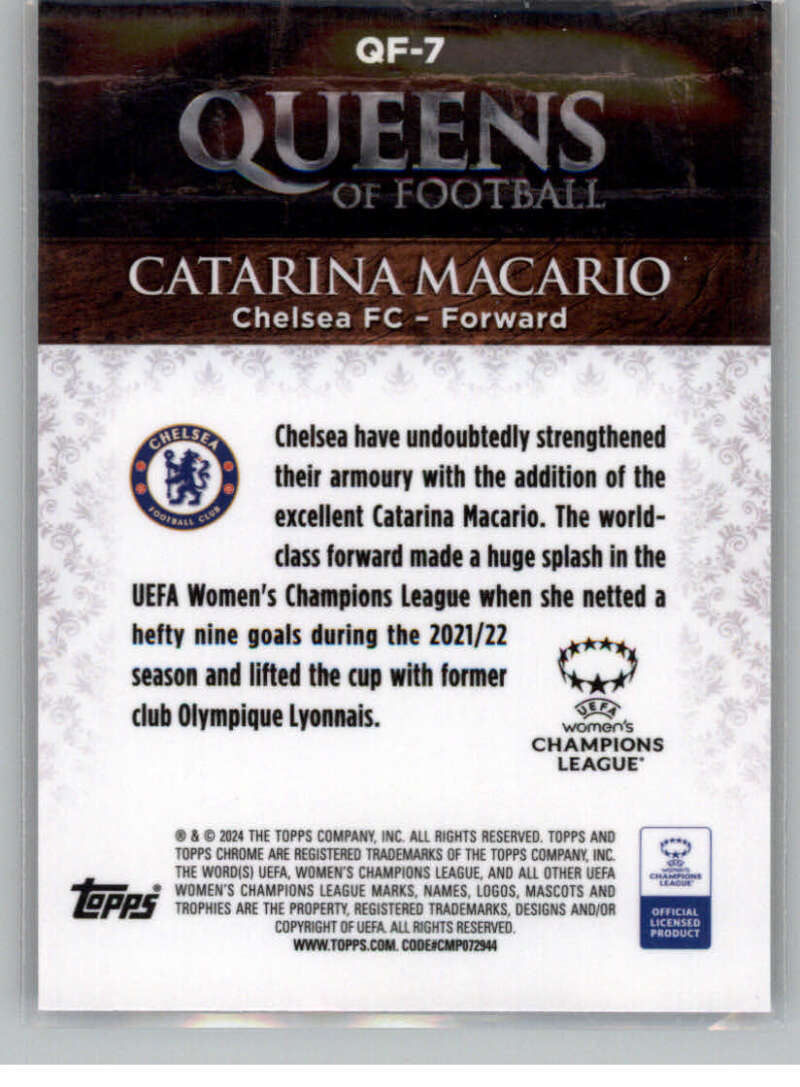 QF-7
QUEENS
OF FOOTBALL
CATARINA MACARIO
Chelsea FC – Forward
CHELSEA
FOOTBALL CLUB
Chelsea have undoubtedly strengthened
their armoury with the addition of the
excellent Catarina Macario. The world-
class forward made a huge splash in the
UEFA Women's Champions League when she netted a
hefty nine goals during the 2021/22
season and lifted the cup with former
club Olympique Lyonnais.
UEFA
women's
CHAMPIONS
LEAGUE
® & © 2024 THE TOPPS COMPANY, INC. ALL RIGHTS RESERVED. TOPPS AND
TOPPS CHROME ARE REGISTERED TRADEMARKS OF THE TOPPS COMPANY, INC.
THE WORD(S) UEFA, WOMEN'S CHAMPIONS LEAGUE, AND ALL OTHER UEFA
WOMEN'S CHAMPIONS LEAGUE MARKS, NAMES, LOGOS, MASCOTS AND
TROPHIES ARE THE PROPERTY, REGISTERED TRADEMARKS, DESIGNS AND/OR
COPYRIGHT OF UEFA. ALL RIGHTS RESERVED.
WWW.TOPPS.COM. CODE#CMP072944
Topps®
UEFA
women's
CHAMPIONS
LEAGUE
OFFICIAL
LICENSED
PRODUCT